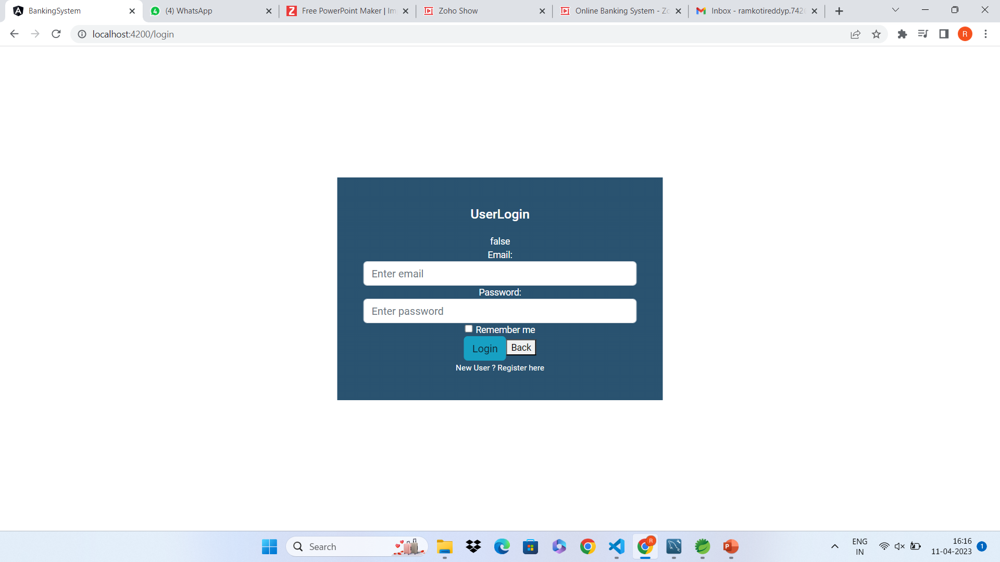 BankingSystem
(4) WhatsApp
Free PowerPoint Maker | Im
Zoho Show
Online Banking System - Zo
Inbox - ramkotireddyp.742
localhost:4200/login
R
UserLogin
false
Email:
Enter email
Password:
Enter password
Remember me
Login
Back
New User ? Register here
Search
R
ENG
IN
16:16
11-04-2023
1